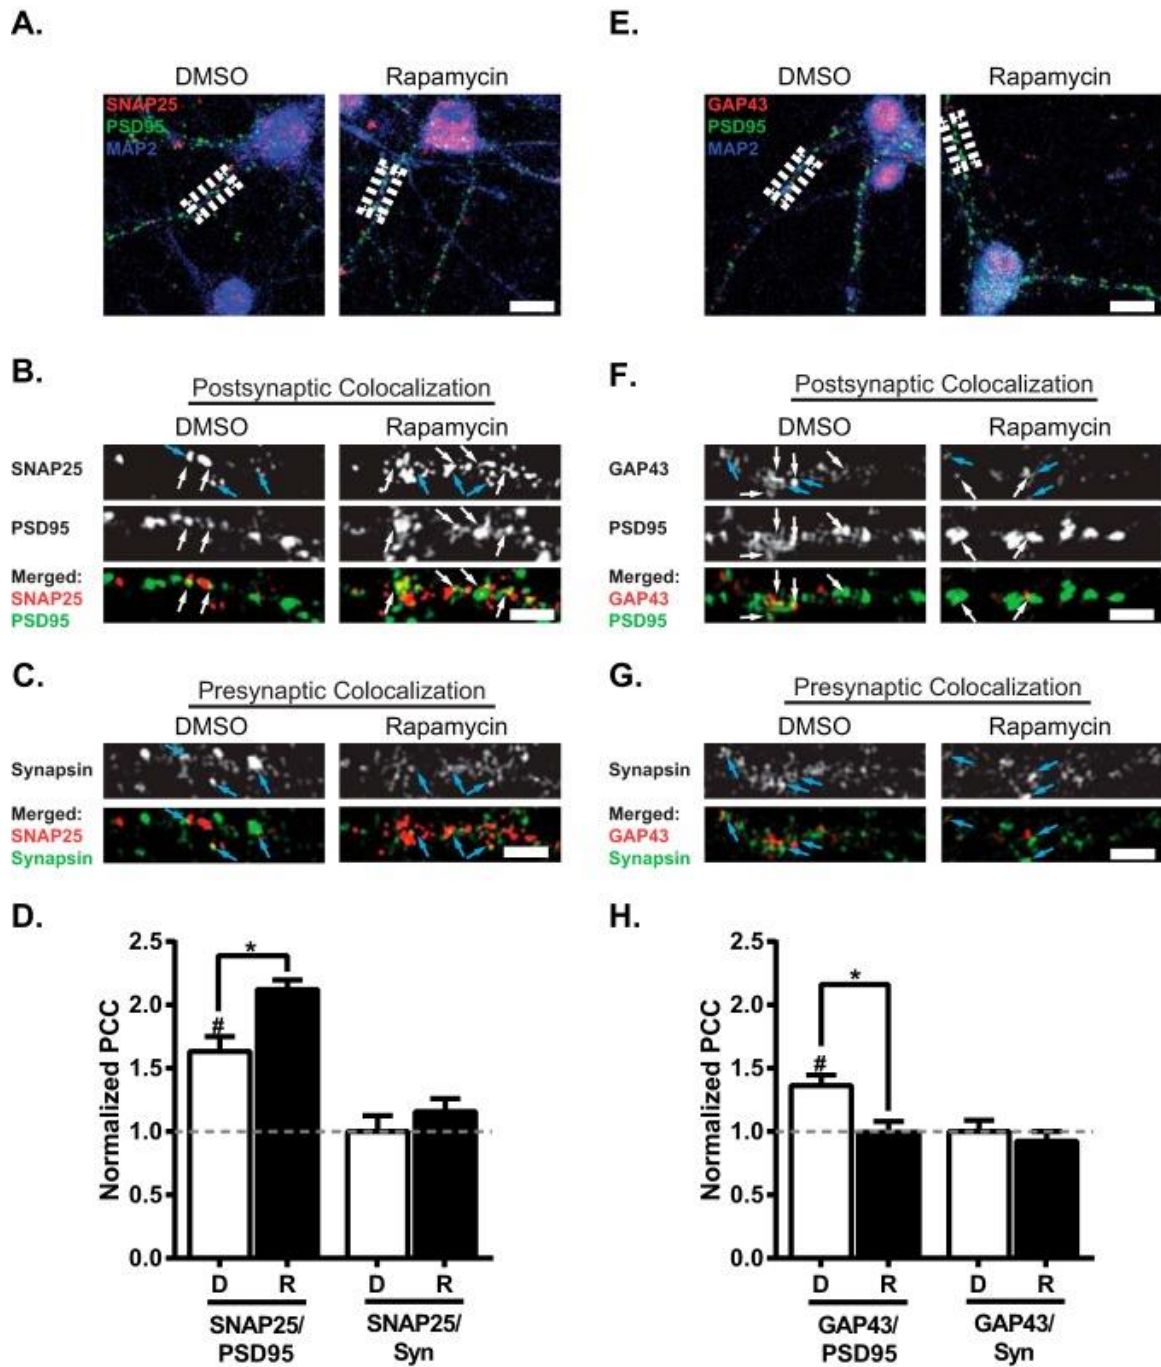 A.
DMSO
Rapamycin
SNAP25
PSD95
MAP2
B.
Postsynaptic Colocalization
DMSO
Rapamycin
SNAP25
PSD95
Merged:
SNAP25
PSD95
C.
Presynaptic Colocalization
DMSO
Rapamycin
Synapsin
Merged:
SNAP25
Synapsin
D.
Normalized PCC
2.5
2.0
1.5
1.0
0.5
0.0
*
#
D R D R
SNAP25/ SNAP25/
PSD95 Syn
E.
DMSO
Rapamycin
GAP43
PSD95
MAP2
F.
Postsynaptic Colocalization
DMSO
Rapamycin
GAP43
PSD95
Merged:
GAP43
PSD95
G.
Presynaptic Colocalization
DMSO
Rapamycin
Synapsin
Merged:
GAP43
Synapsin
H.
Normalized PCC
2.5
2.0
1.5
1.0
0.5
0.0
*
#
D R D R
GAP43/ GAP43/
PSD95 Syn